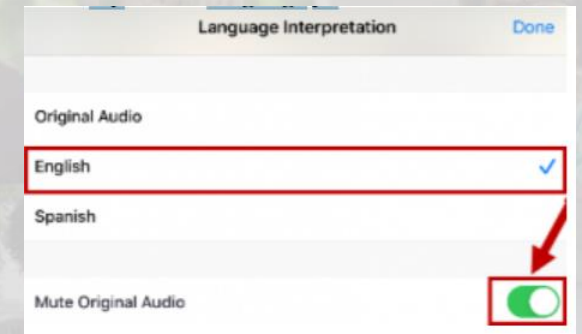 Language Interpretation Done
Original Audio
English
Spanish
Mute Original Audio